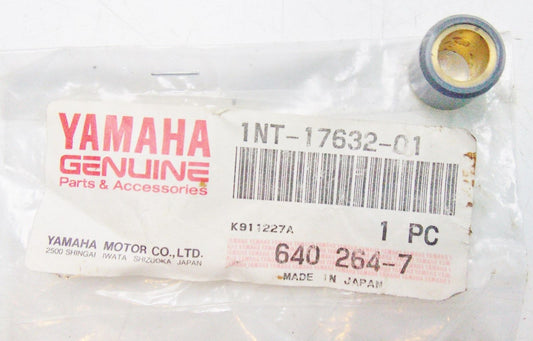 YAMAHA
GENUINE
Parts & Accessories
1NT-17632-01
K911227A
1 PC
YAMAHA MOTOR CO., LTD.
2500 SHINGAI IWATA SHIZUOKA JAPAN
640 264-7
MADE IN JAPAN